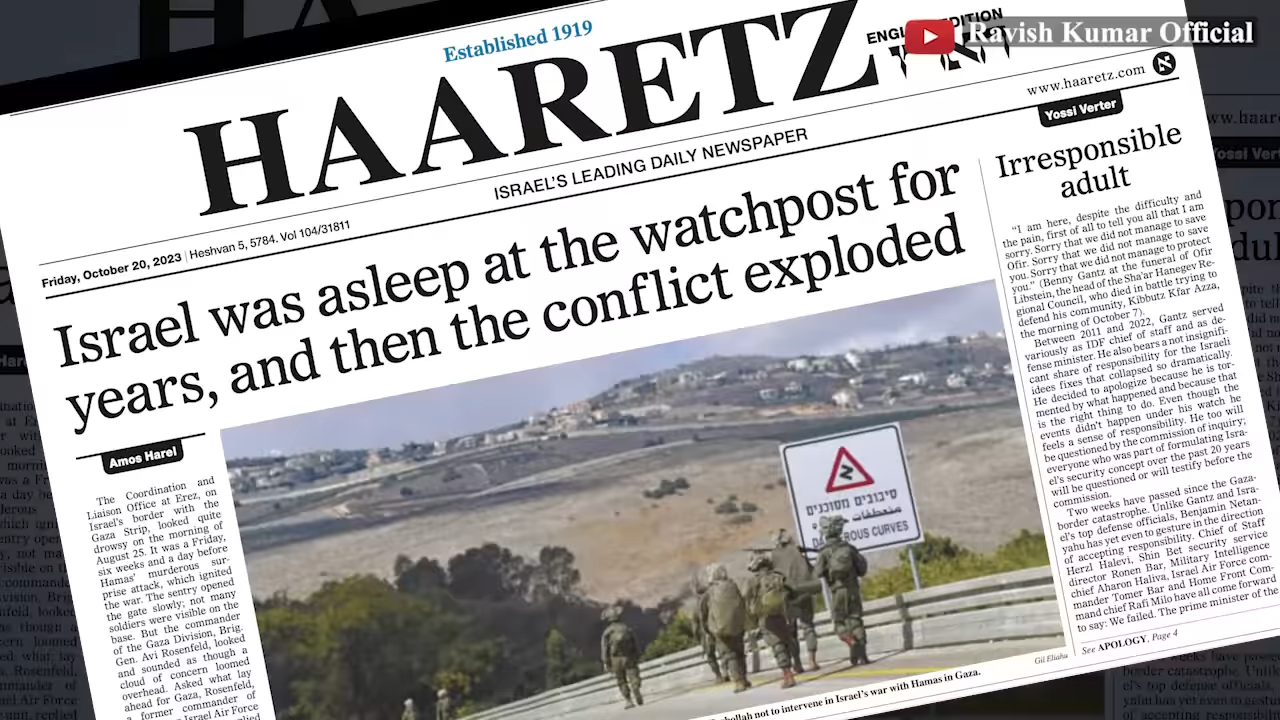 Ravish Kumar Official
Established 1919
ENGLISH EDITION
HAARETZ
ISRAEL'S LEADING DAILY NEWSPAPER
www.haaretz.com
Friday, October 20, 2023 | Heshvan 5, 5784. Vol 104/31811
Israel was asleep at the watchpost for
years, and then the conflict exploded
Amos Harel
The Coordination and
Liaison Office at Erez, on
Israel's border with the
Gaza Strip, looked quite
drowsy on the morning of
August 25. It was a Friday,
six weeks and a day before
Hamas' murderous sur-
prise attack, which ignited
the war. The sentry opened
the gate slowly; not many
soldiers were visible on the
base. But the commander
of the Gaza Division, Brig.
Gen. Avi Rosenfeld, looked
and sounded as though a
cloud of concern loomed
overhead. Asked what lay
ahead for Gaza, Rosenfeld,
a former commander of
Israel Air Force
סיבובים מסוכנים
DANGEROUS CURVES
Gil Eliahu
not to intervene in Israel's war with Hamas in Gaza.
Yossi Verter
Irresponsible
adult
"I am here, despite the difficulty and
the pain, first of all to tell you all that I am
sorry. Sorry that we did not manage to save
Ofir. Sorry that we did not manage to save
you. Sorry that we did not manage to protect
you." (Benny Gantz at the funeral of Ofir
Libstein, the head of the Sha'ar Hanegev Re-
gional Council, who died in battle trying to
defend his community, Kibbutz Kfar Azza,
the morning of October 7).
Between 2011 and 2022, Gantz served
variously as IDF chief of staff and as de-
fense minister. He also bears a not insignifi-
cant share of responsibility for the Israeli
idees fixes that collapsed so dramatically.
He decided to apologize because he is tor-
mented by what happened and because that
is the right thing to do. Even though the
events didn't happen under his watch he
feels a sense of responsibility. He too will
be questioned by the commission of inquiry;
everyone who was part of formulating Isra-
el's security concept over the past 20 years
will be questioned or will testify before the
commission.
Two weeks have passed since the Gaza-
border catastrophe. Unlike Gantz and Isra-
el's top defense officials, Benjamin Netan-
yahu has yet even to gesture in the direction
of accepting responsibility. Chief of Staff
Herzl Halevi, Shin Bet security service
director Ronen Bar, Military Intelligence
chief Aharon Haliva, Israel Air Force com-
mander Tomer Bar and Home Front Com-
mand chief Rafi Milo have all come forward
to say: We failed. The prime minister of the
See APOLOGY, Page 4